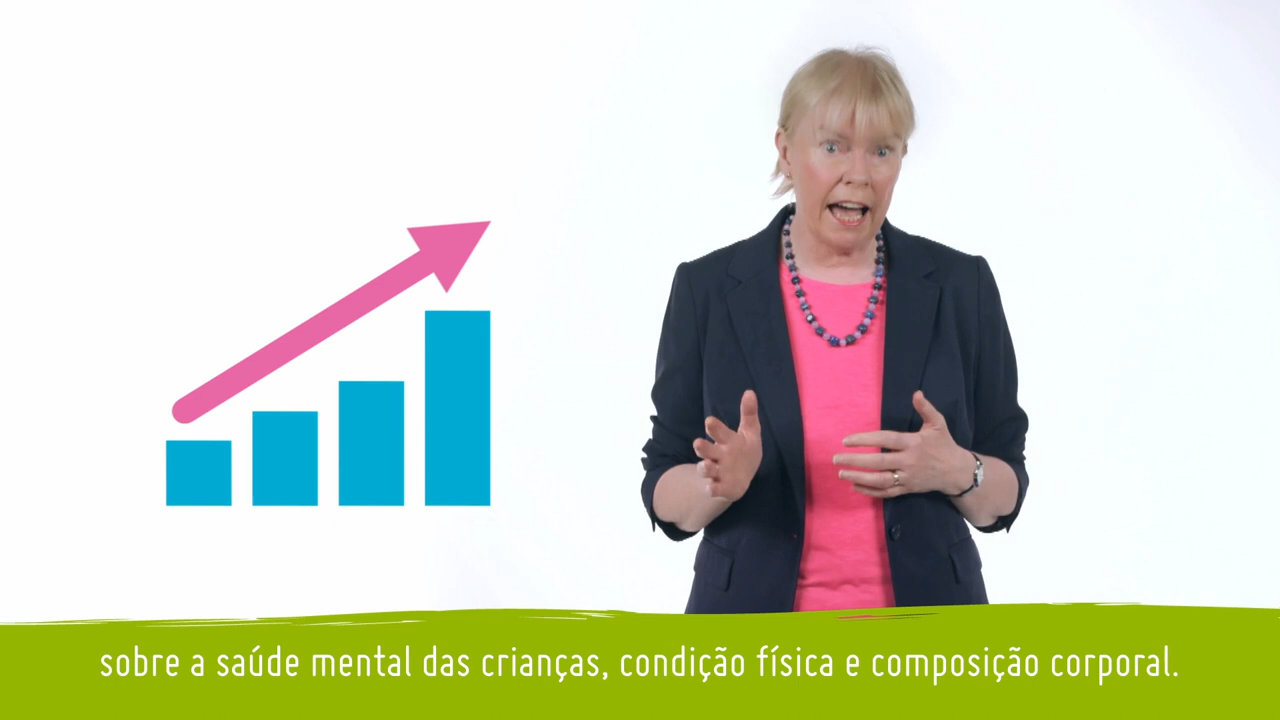 sobre a saúde mental das crianças, condição física e composição corporal.